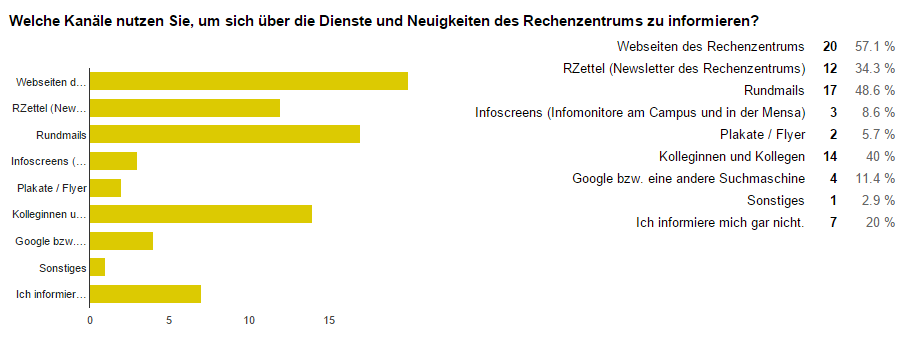 Welche Kanäle nutzen Sie, um sich über die Dienste und Neuigkeiten des Rechenzentrums zu informieren?
Webseiten d…
RZettel (New…
Rundmails
Infoscreens (…
Plakate / Flyer
Kolleginnen u…
Google bzw.…
Sonstiges
Ich informier…
0 5 10 15
Webseiten des Rechenzentrums 20 57.1 %
RZettel (Newsletter des Rechenzentrums) 12 34.3 %
Rundmails 17 48.6 %
Infoscreens (Infomonitore am Campus und in der Mensa) 3 8.6 %
Plakate / Flyer 2 5.7 %
Kolleginnen und Kollegen 14 40 %
Google bzw. eine andere Suchmaschine 4 11.4 %
Sonstiges 1 2.9 %
Ich informiere mich gar nicht. 7 20 %